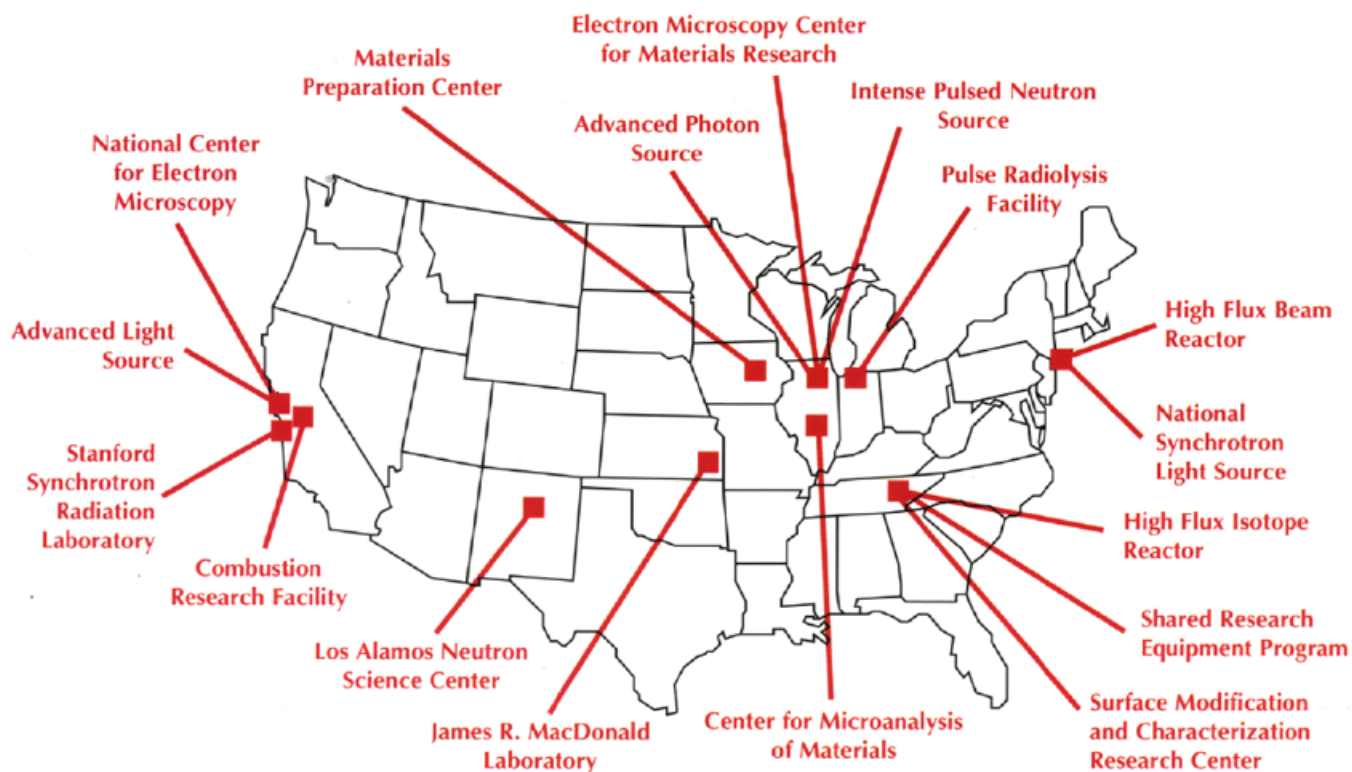 Electron Microscopy Center
for Materials Research
Materials
Preparation Center
Intense Pulsed Neutron
Source
Advanced Photon
Source
National Center
for Electron
Microscopy
Pulse Radiolysis
Facility
High Flux Beam
Reactor
Advanced Light
Source
National
Synchrotron
Light Source
Stanford
Synchrotron
Radiation
Laboratory
High Flux Isotope
Reactor
Combustion
Research Facility
Shared Research
Equipment Program
Los Alamos Neutron
Science Center
Surface Modification
and Characterization
Research Center
James R. MacDonald
Laboratory
Center for Microanalysis
of Materials